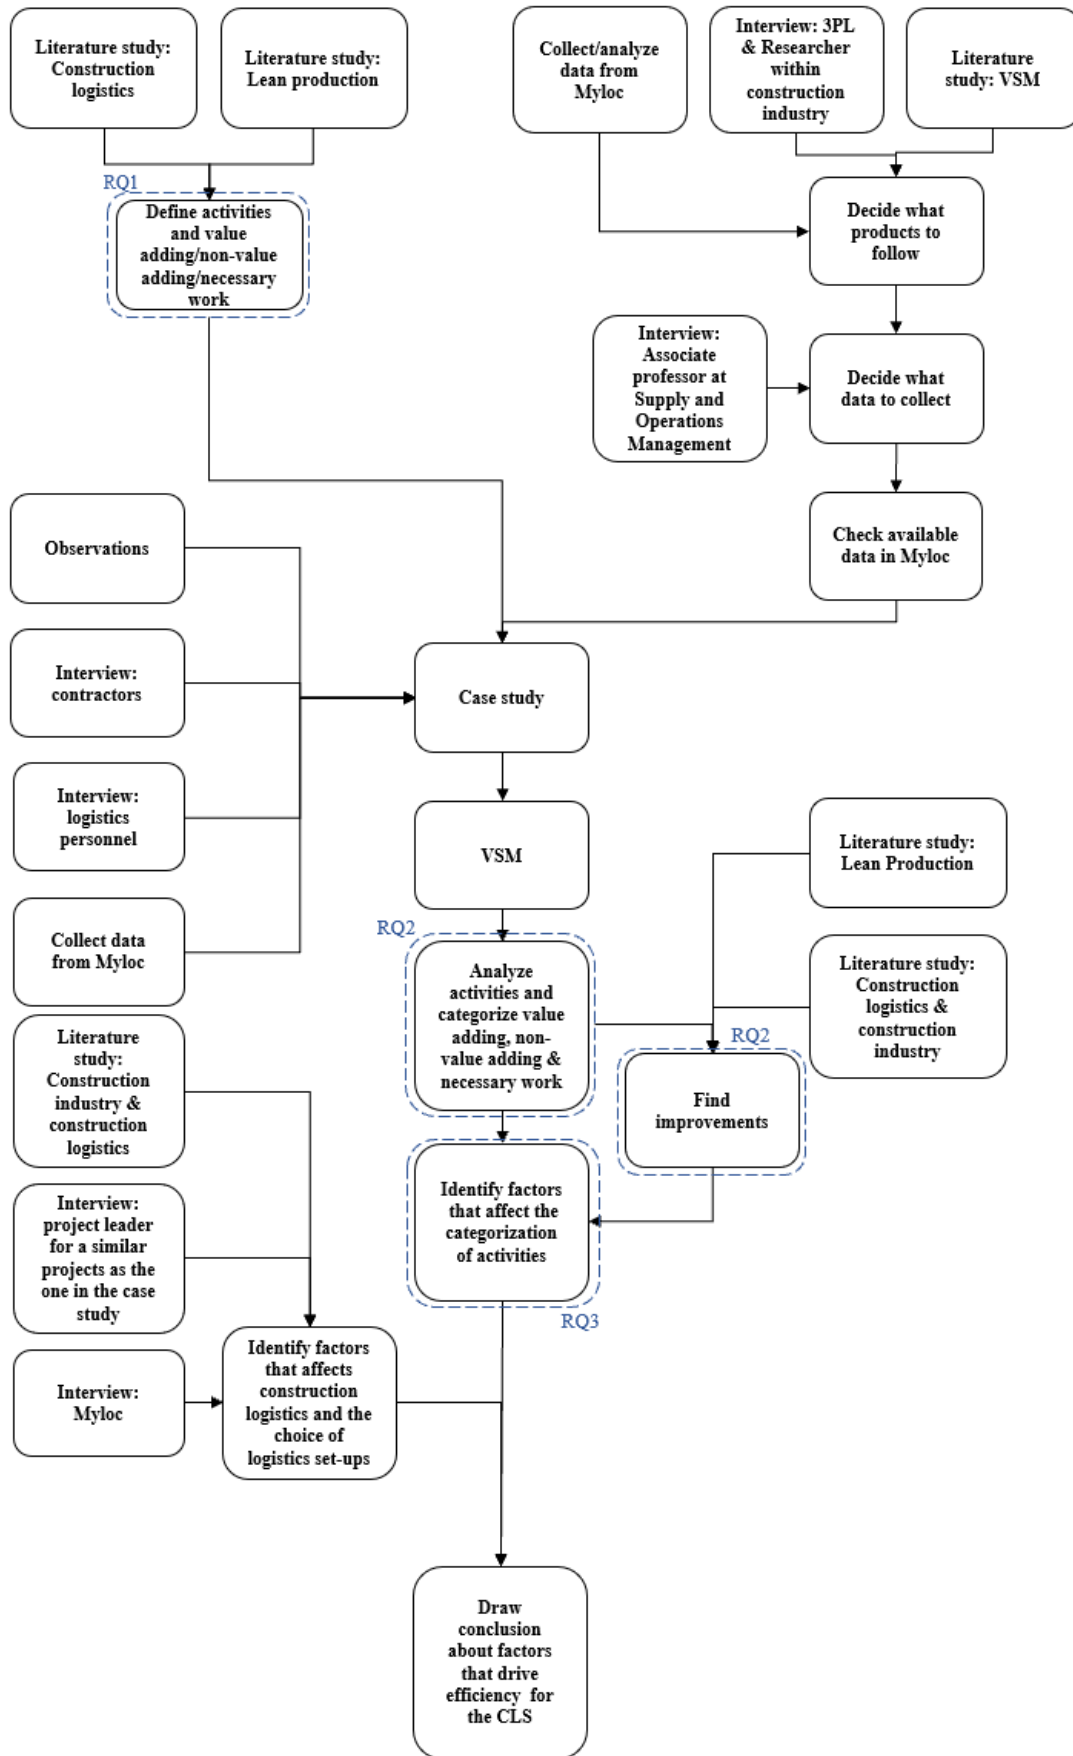 Literature study:
Construction
logistics
Literature study:
Lean production
Collect/analyze
data from
Myloc
Interview: 3PL
& Researcher
within
construction
industry
Literature
study: VSM
RQ1
Define activities
and value
adding/non-value
adding/necessary
work
Decide what
products to
follow
Interview:
Associate
professor at
Supply and
Operations
Management
Decide what
data to collect
Check available
data in Myloc
Observations
Interview:
contractors
Case study
Interview:
logistics
personnel
VSM
Literature study:
Lean Production
Collect data
from Myloc
RQ2
Analyze
activities and
categorize value
adding, non-
value adding &
necessary work
Literature study:
Construction
logistics &
construction
industry
Literature
study:
Construction
industry &
construction
logistics
RQ2
Find
improvements
Interview:
project leader
for a similar
projects as the
one in the case
study
Identify factors
that affect the
categorization
of activities
RQ3
Interview:
Myloc
Identify factors
that affects
construction
logistics and the
choice of
logistics set-ups
Draw
conclusion
about factors
that drive
efficiency for
the CLS